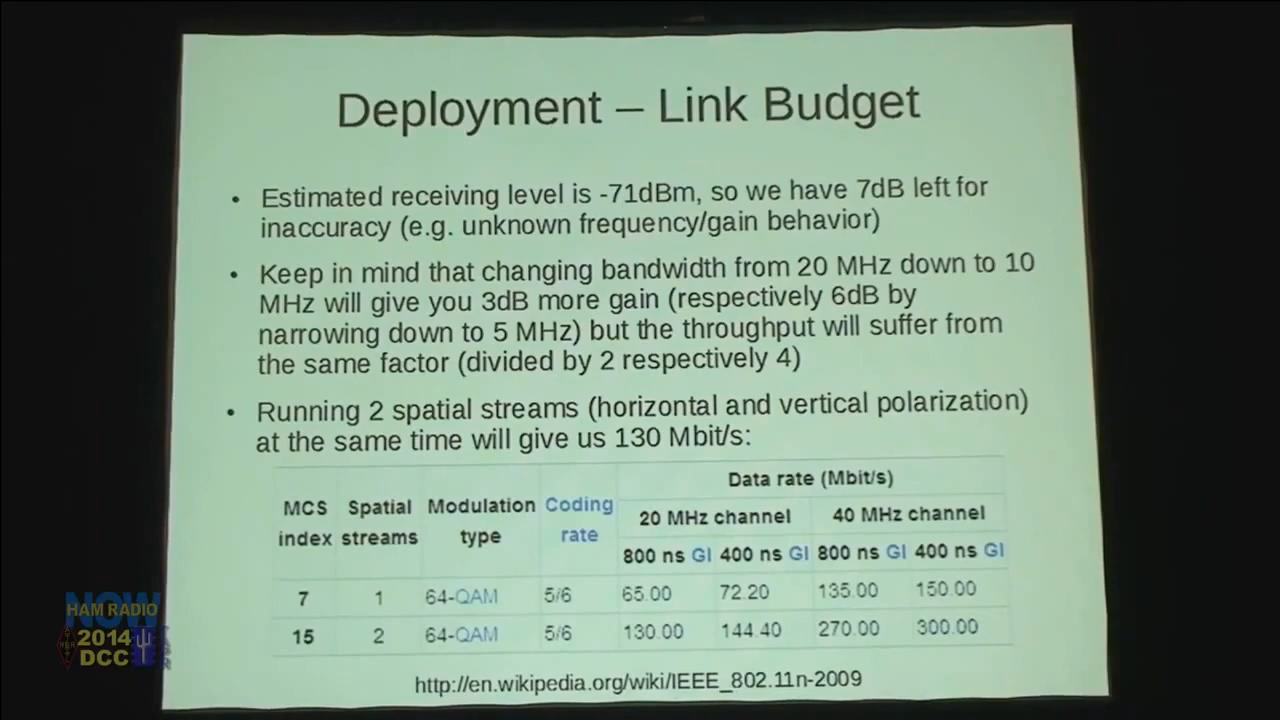 Deployment – Link Budget
• Estimated receiving level is -71dBm, so we have 7dB left for
inaccuracy (e.g. unknown frequency/gain behavior)
• Keep in mind that changing bandwidth from 20 MHz down to 10
MHz will give you 3dB more gain (respectively 6dB by
narrowing down to 5 MHz) but the throughput will suffer from
the same factor (divided by 2 respectively 4)
• Running 2 spatial streams (horizontal and vertical polarization)
at the same time will give us 130 Mbit/s:
MCS index Spatial streams Modulation type Coding rate Data rate (Mbit/s)
20 MHz channel 40 MHz channel
800 ns GI 400 ns GI 800 ns GI 400 ns GI
7 1 64-QAM 5/6 65.00 72.20 135.00 150.00
15 2 64-QAM 5/6 130.00 144.40 270.00 300.00
http://en.wikipedia.org/wiki/IEEE_802.11n-2009
NOW
HAM RADIO
2014
DCC